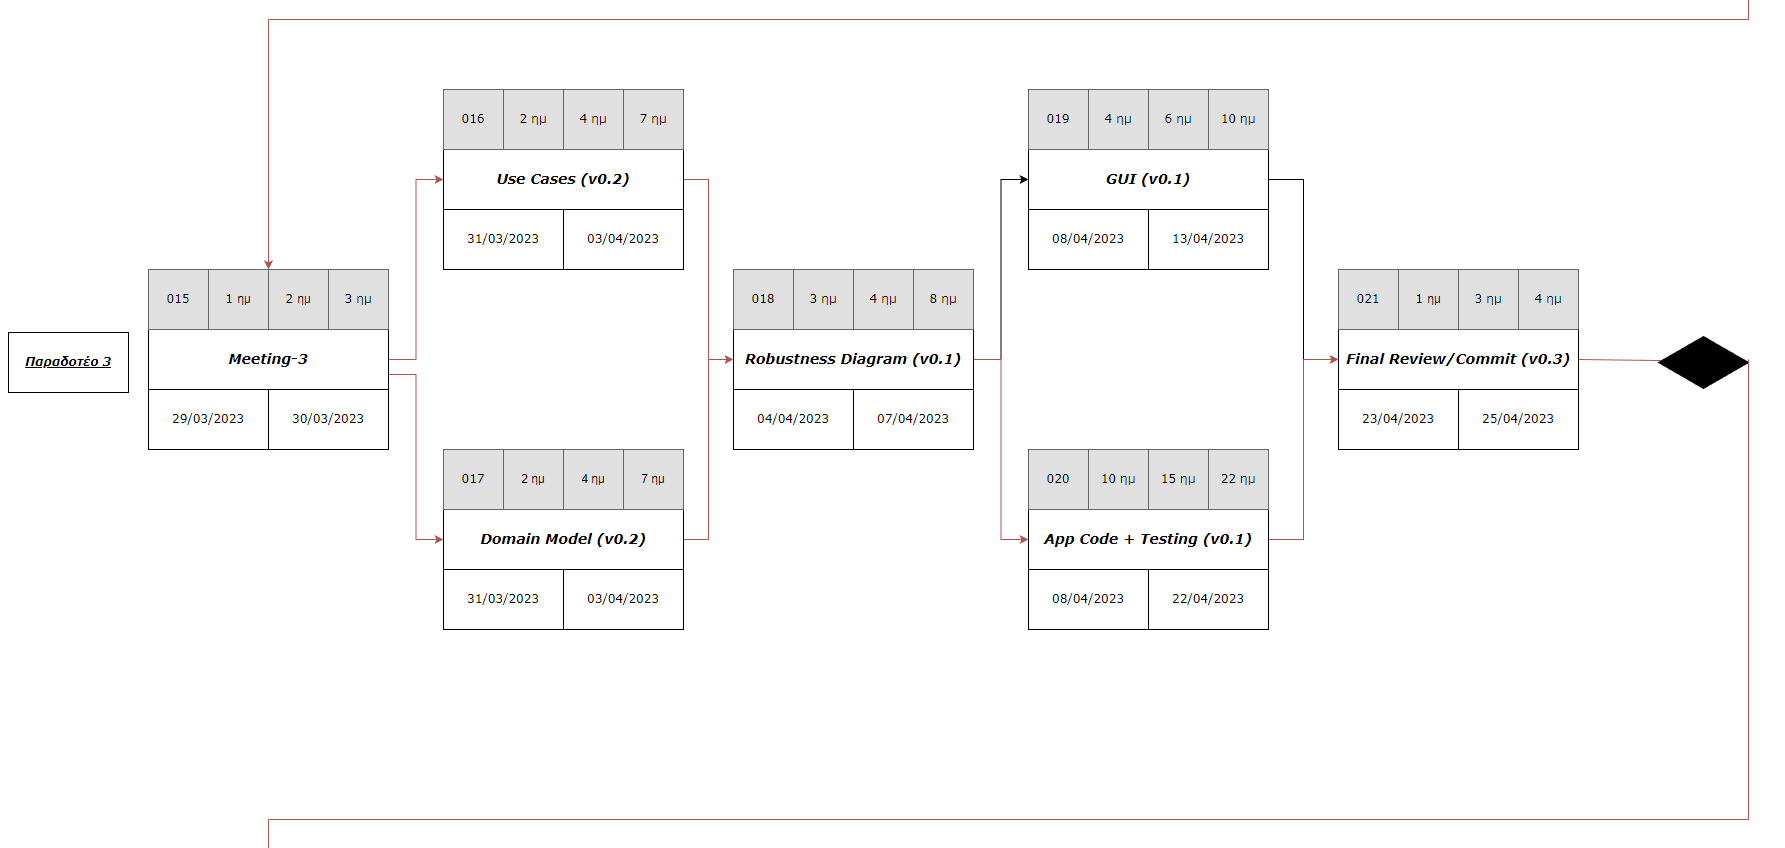 Παραδοτέο 3
015 1 ημ 2 ημ 3 ημ
Meeting-3
29/03/2023 30/03/2023
016 2 ημ 4 ημ 7 ημ
Use Cases (v0.2)
31/03/2023 03/04/2023
017 2 ημ 4 ημ 7 ημ
Domain Model (v0.2)
31/03/2023 03/04/2023
018 3 ημ 4 ημ 8 ημ
Robustness Diagram (v0.1)
04/04/2023 07/04/2023
019 4 ημ 6 ημ 10 ημ
GUI (v0.1)
08/04/2023 13/04/2023
020 10 ημ 15 ημ 22 ημ
App Code + Testing (v0.1)
08/04/2023 22/04/2023
021 1 ημ 3 ημ 4 ημ
Final Review/Commit (v0.3)
23/04/2023 25/04/2023